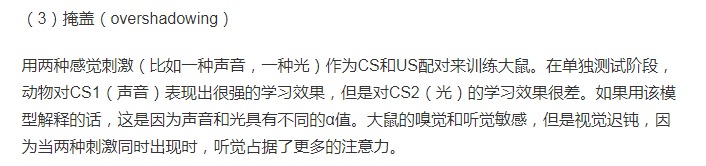 （3）掩盖（overshadowing）
用两种感觉刺激（比如一种声音，一种光）作为CS和US配对来训练大鼠。在单独测试阶段，
动物对CS1（声音）表现出很强的学习效果，但是对CS2（光）的学习效果很差。如果用该模
型解释的话，这是因为声音和光具有不同的α值。大鼠的嗅觉和听觉敏感，但是视觉迟钝，因
为当两种刺激同时出现时，听觉占据了更多的注意力。